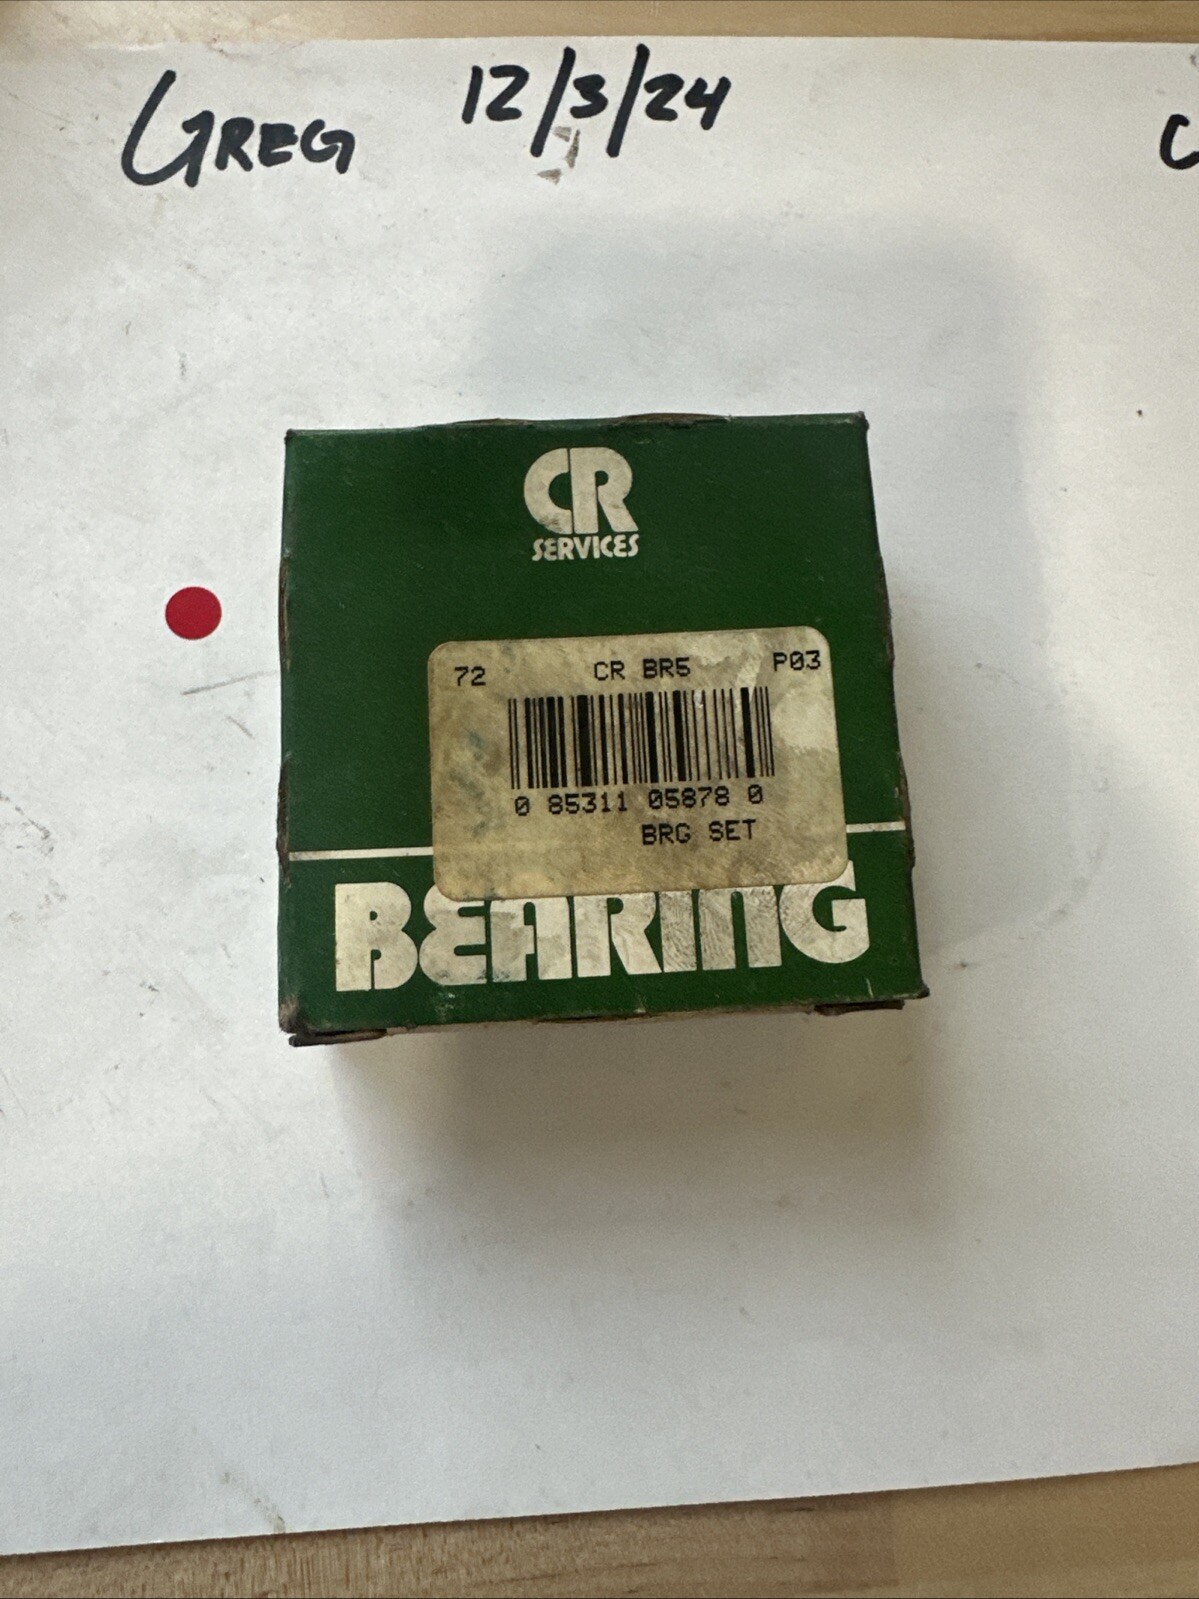 GREG 12/3/24
CR
SERVICES
72 CR BR5 P03
0 85311 05878 0
BRG SET
BEARING